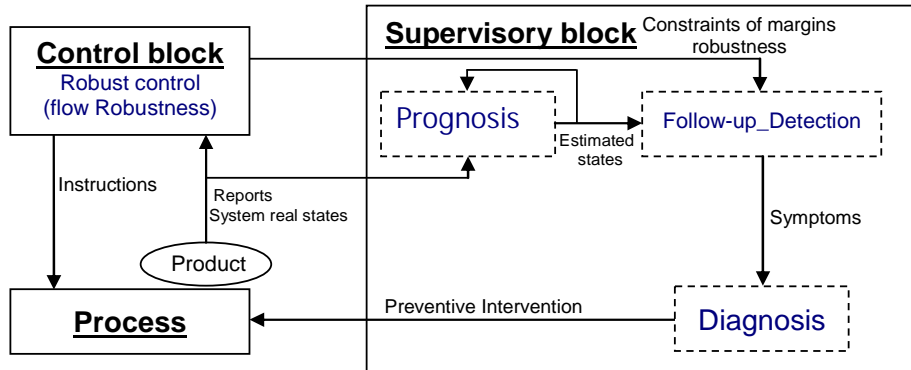 Control block
Robust control
(flow Robustness)
Supervisory block
Constraints of margins
robustness
Prognosis
Estimated
states
Follow-up_Detection
Instructions
Reports
System real states
Symptoms
Product
Process
Preventive Intervention
Diagnosis